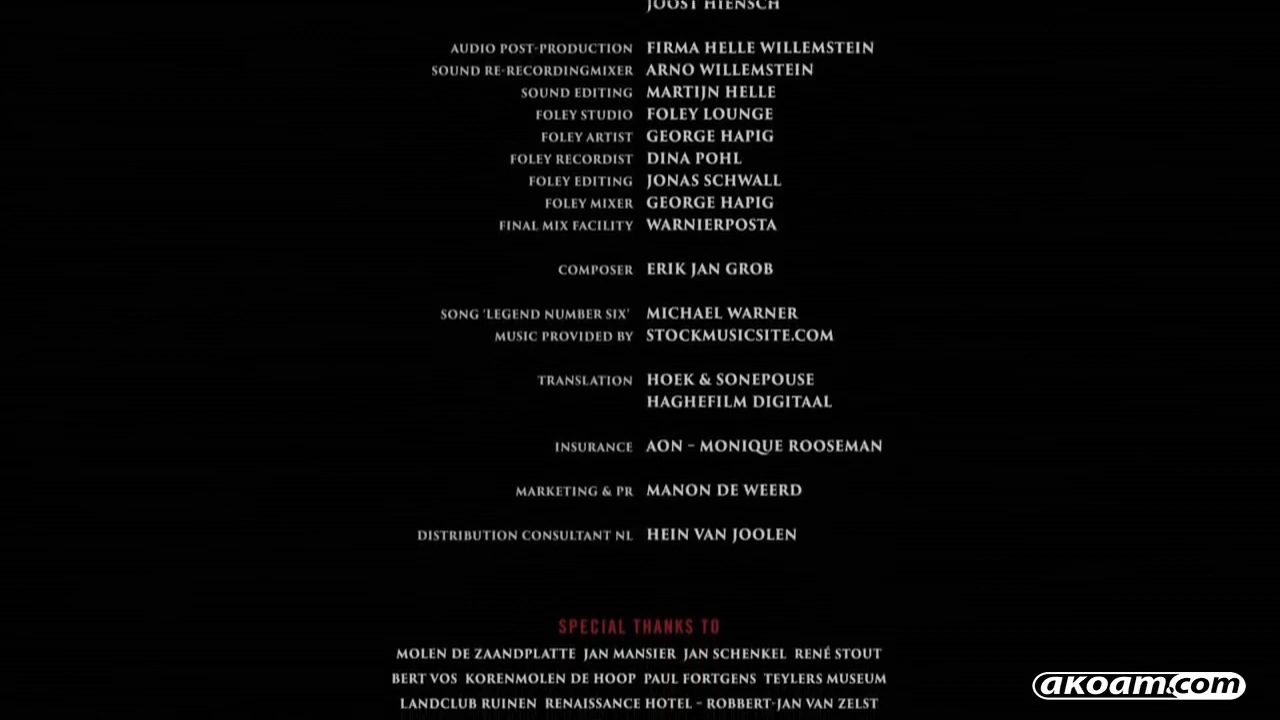 JOOST HIENSCH
AUDIO POST-PRODUCTION FIRMA HELLE WILLEMSTEIN
SOUND RE-RECORDINGMIXER ARNO WILLEMSTEIN
SOUND EDITING MARTIJN HELLE
FOLEY STUDIO FOLEY LOUNGE
FOLEY ARTIST GEORGE HAPIG
FOLEY RECORDIST DINA POHL
FOLEY EDITING JONAS SCHWALL
FOLEY MIXER GEORGE HAPIG
FINAL MIX FACILITY WARNIERPOSTA
COMPOSER ERIK JAN GROB
SONG 'LEGEND NUMBER SIX' MICHAEL WARNER
MUSIC PROVIDED BY STOCKMUSICSITE.COM
TRANSLATION HOEK & SONEPOUSE
HAGHEFILM DIGITAAL
INSURANCE AON – MONIQUE ROOSEMAN
MARKETING & PR MANON DE WEERD
DISTRIBUTION CONSULTANT NL HEIN VAN JOOLEN
SPECIAL THANKS TO
MOLEN DE ZAANDPLATTE JAN MANSIER JAN SCHENKEL RENÉ STOUT
BERT VOS KORENMOLEN DE HOOP PAUL FORTGENS TEYLERS MUSEUM
LANDCLUB RUINEN RENAISSANCE HOTEL – ROBBERT-JAN VAN ZELST
akoam.com